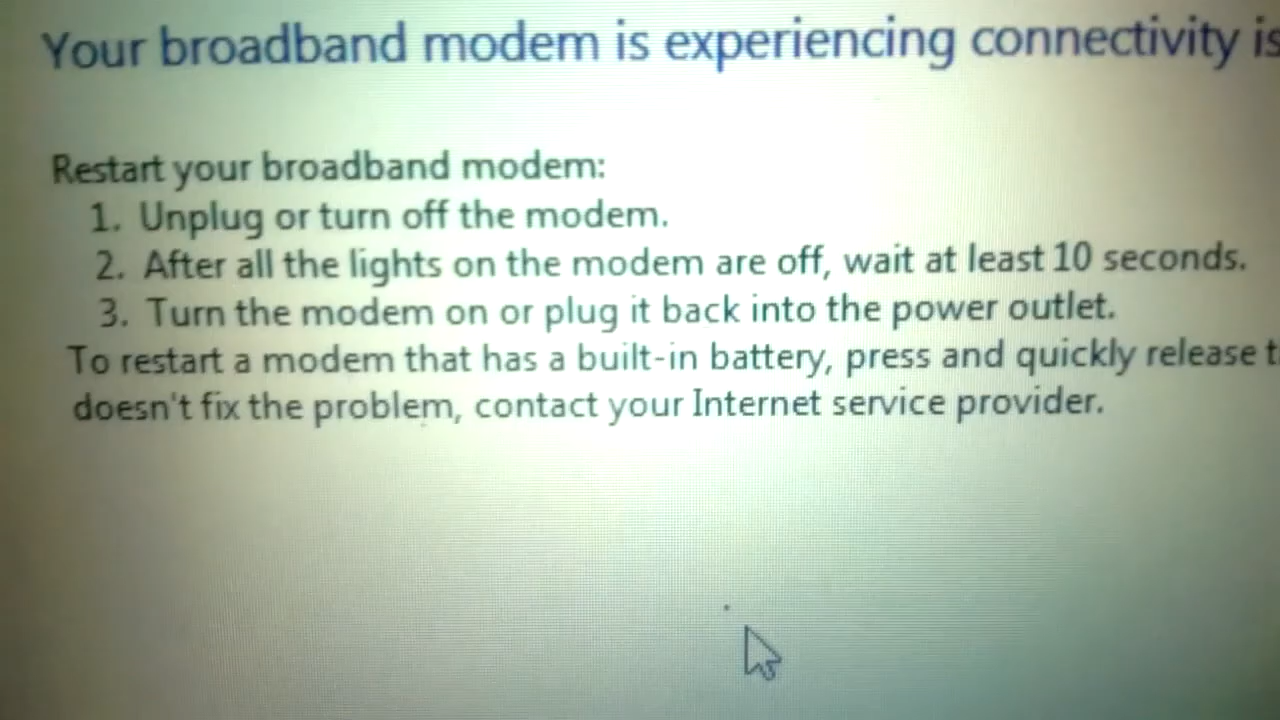 Your broadband modem is experiencing connectivity is
Restart your broadband modem:
1. Unplug or turn off the modem.
2. After all the lights on the modem are off, wait at least 10 seconds.
3. Turn the modem on or plug it back into the power outlet.
To restart a modem that has a built-in battery, press and quickly release t
doesn't fix the problem, contact your Internet service provider.